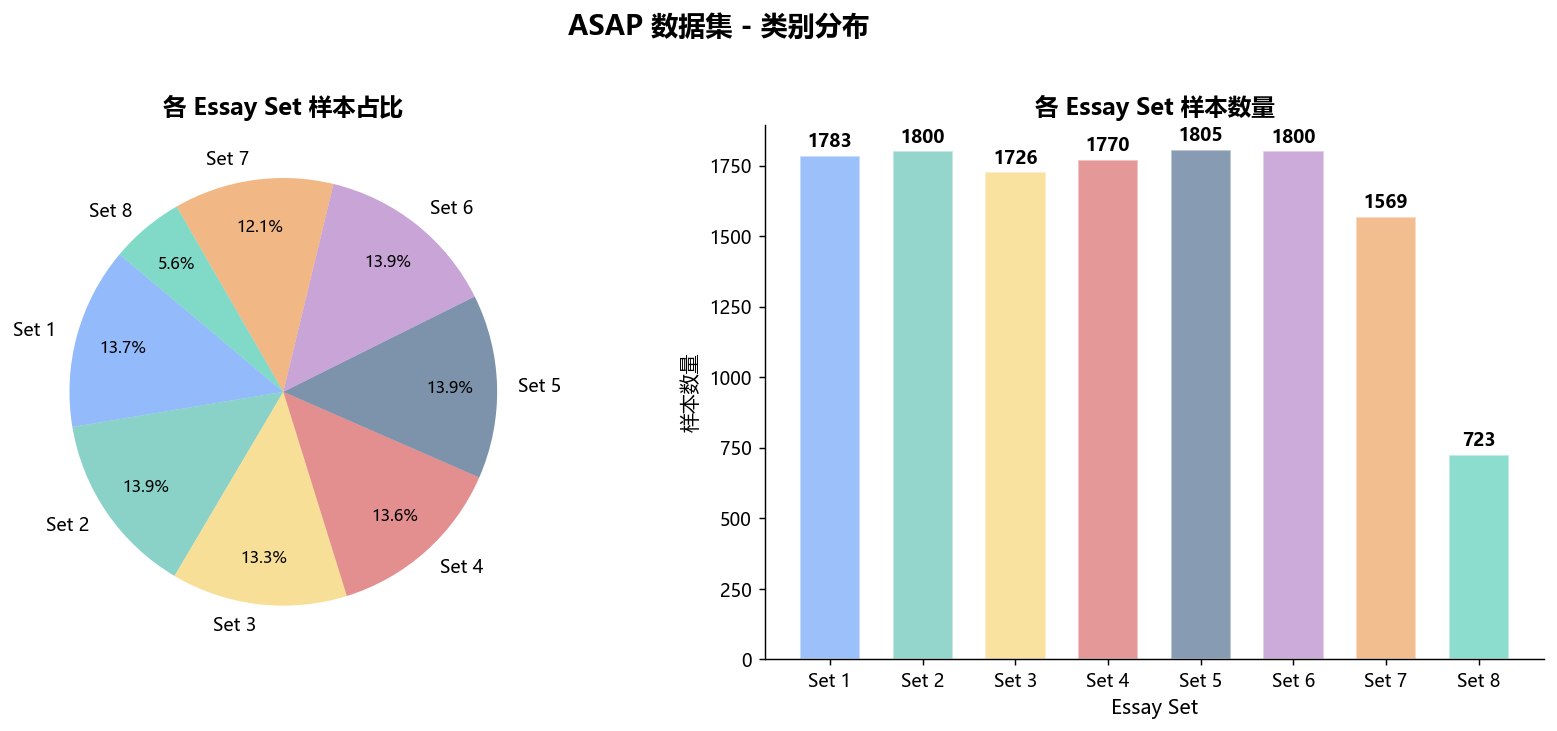 ASAP 数据集 - 类别分布
各 Essay Set 样本占比
Set 7
Set 8
Set 6
12.1%
5.6%
13.9%
Set 1
13.7%
13.9%
Set 5
13.9%
13.6%
Set 2
13.3%
Set 4
Set 3
各 Essay Set 样本数量
1783
1800
1726
1770
1805
1800
1569
723
样本数量
1750
1500
1250
1000
750
500
250
0
Set 1 Set 2 Set 3 Set 4 Set 5 Set 6 Set 7 Set 8
Essay Set